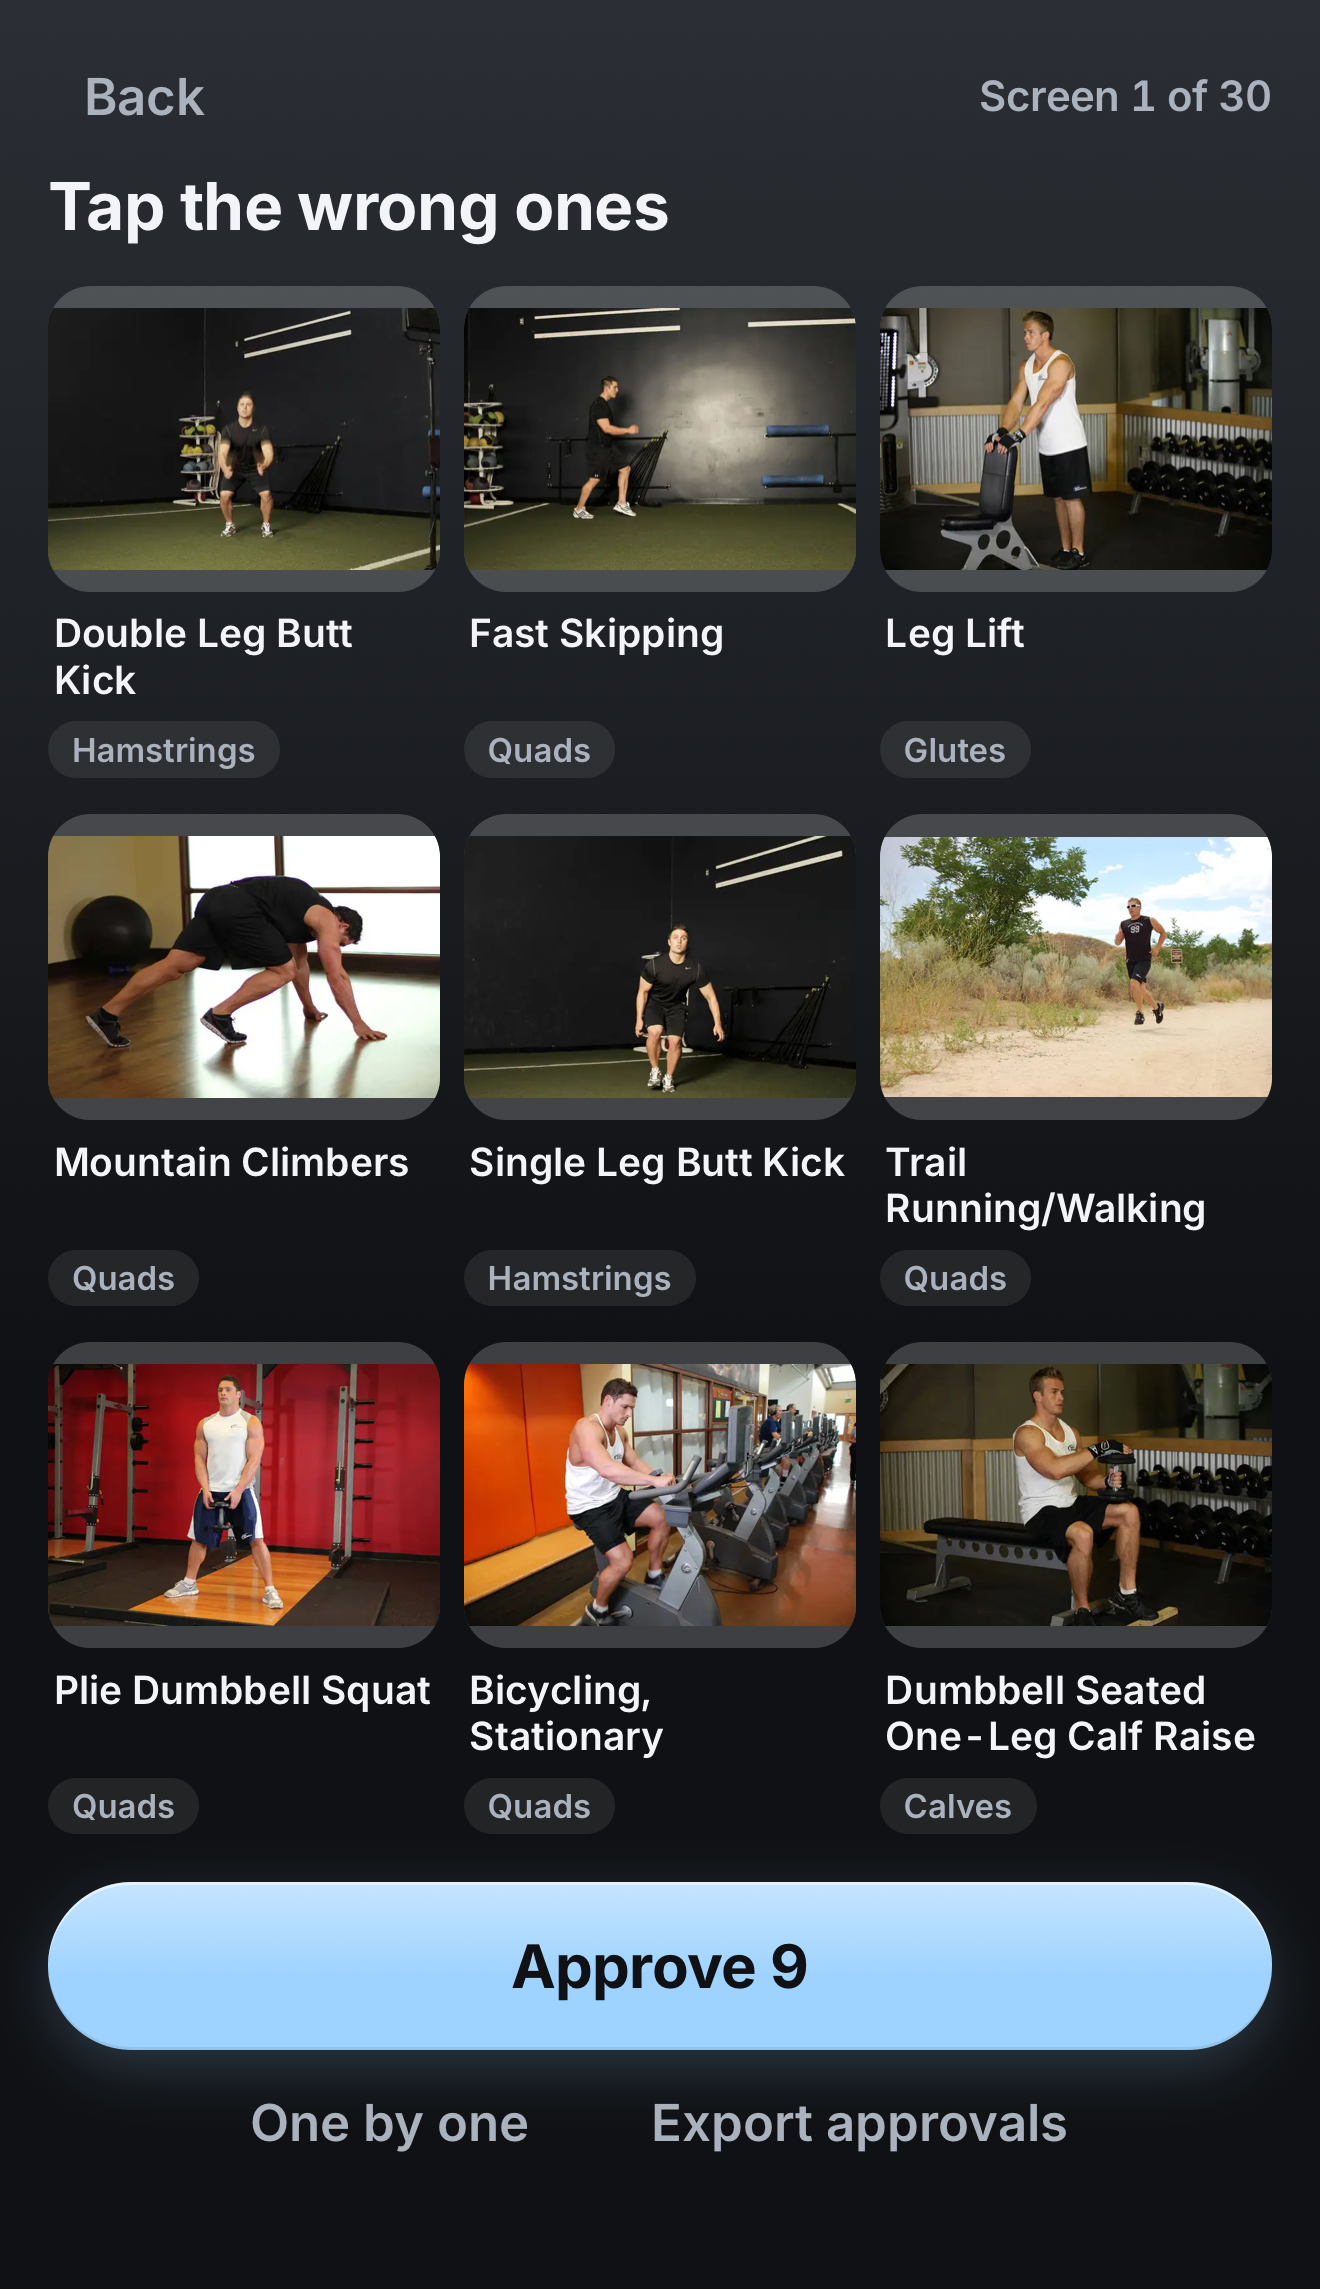 Back
Screen 1 of 30
Tap the wrong ones
Double Leg Butt
Kick
Hamstrings
Fast Skipping
Quads
Leg Lift
Glutes
Mountain Climbers
Quads
Single Leg Butt Kick
Hamstrings
Trail
Running/Walking
Quads
Plie Dumbbell Squat
Quads
Bicycling,
Stationary
Quads
Dumbbell Seated
One-Leg Calf Raise
Calves
Approve 9
One by one
Export approvals